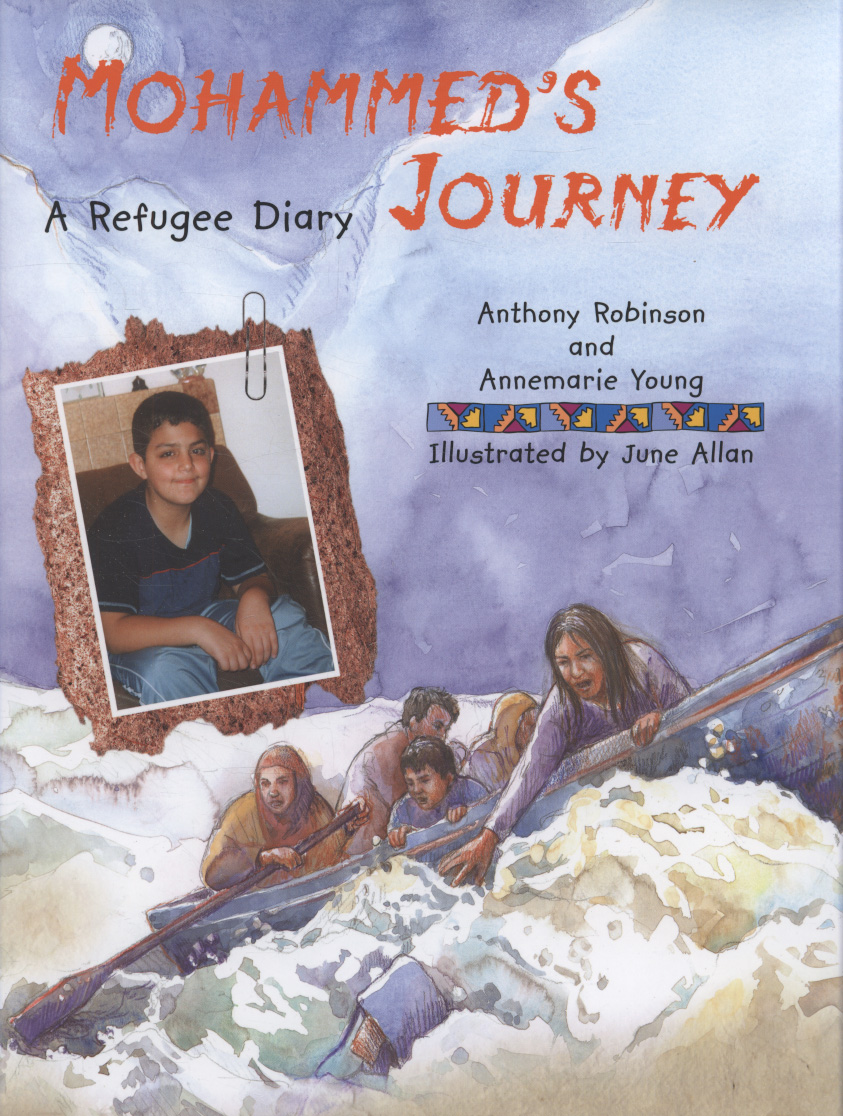 MOHAMMED'S
JOURNEY
A Refugee Diary
Anthony Robinson
and
Annemarie Young
Illustrated by June Allan